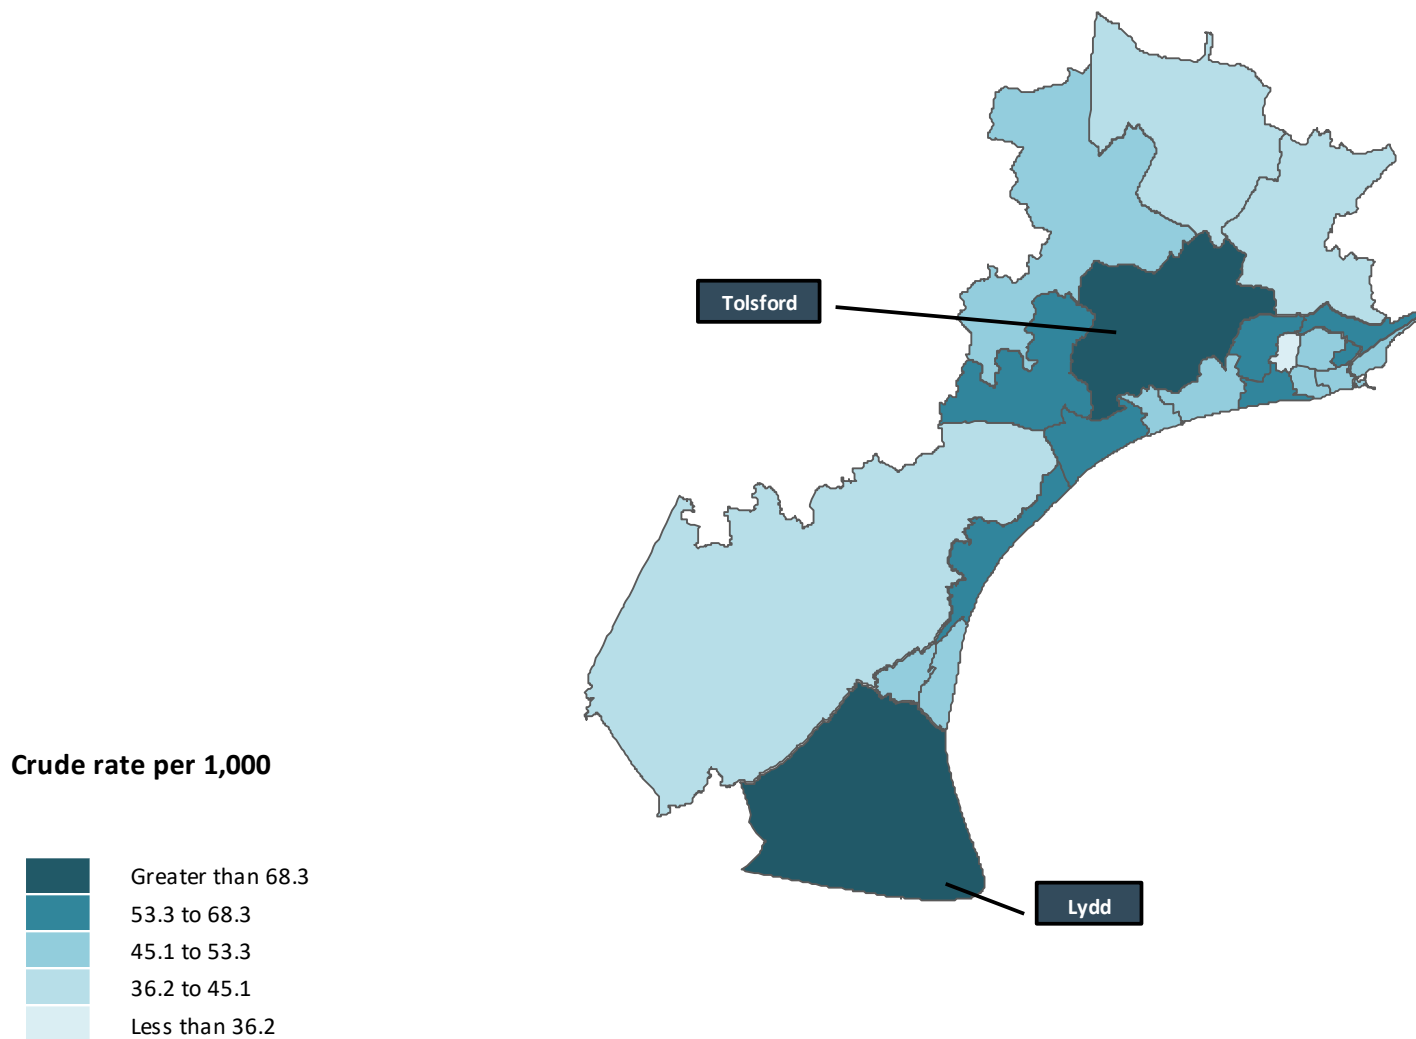 Tolsford
Crude rate per 1,000
Greater than 68.3
53.3 to 68.3
Lydd
45.1 to 53.3
36.2 to 45.1
Less than 36.2